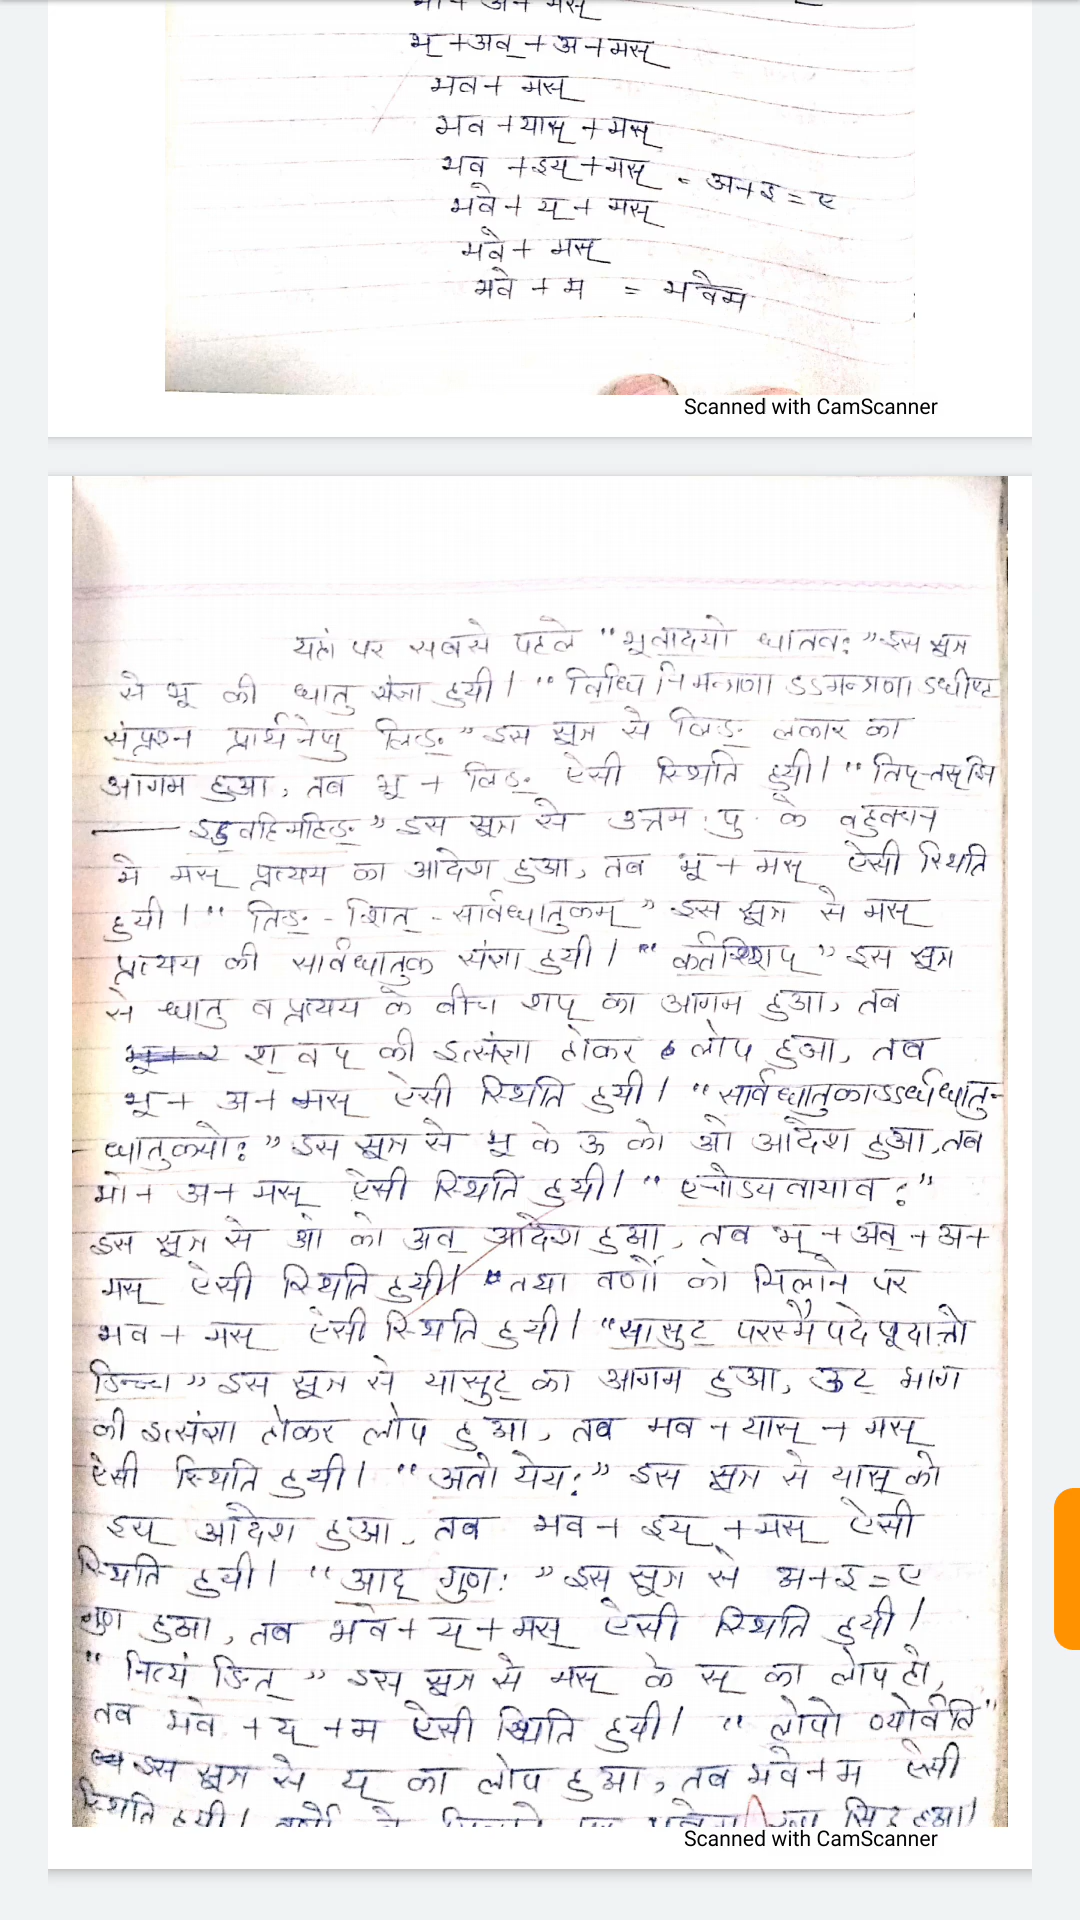 भो + अ + मस्
भ् + अव् + अ + मस्
भव + मस्
भव + यास् + मस्
भव + इय् + मस् - अ + इ = ए
भवे + य् + मस्
भवे + मस्
भवे + म = भवेम
Scanned with CamScanner
यहां पर सबसे पहले "भूवादयो धातवः" इस सूत्र
से भू की धातु संज्ञा हुयी। "विधि निमन्त्रणा ऽऽमन्त्रणा ऽधीष्ट
संप्रश्न प्रार्थनेषु लिङ्" इस सूत्र से लिङ् लकार का
आगम हुआ, तब भू + लिङ् ऐसी स्थिति हुयी। "तिप्-तस्झि
इड्वहिमहिङ्" इस सूत्र से उत्तम. पु. के बहुवचन
मे मस् प्रत्यय का आदेश हुआ, तब भू + मस् ऐसी स्थिति
हुयी। "तिङ् - शित् - सार्वधातुकम्" इस सूत्र से मस्
प्रत्यय की सार्वधातुक संज्ञा हुयी। "कर्तरिशप्" इस सूत्र
से धातु व प्रत्यय के बीच शप् का आगम हुआ, तब
श् व प् की इत्संज्ञा होकर लोप हुआ, तब
भू + अ + मस् ऐसी स्थिति हुयी। "सार्वधातुकाऽऽर्धधातु-
- धातुकयोः" इस सूत्र से भू के ऊ को ओ आदेश हुआ, तब
भो + अ + मस् ऐसी स्थिति हुयी। "एचोऽयवायावः"
इस सूत्र से ओ को अव् आदेश हुआ, तब भ् + अव् + अ +
मस् ऐसी स्थिति हुयी। तथा वर्णों को मिलाने पर
भव + मस् ऐसी स्थिति हुयी। "सासुट् परस्मैपदेषूदात्तो
ङिच्च" इस सूत्र से यासुट् का आगम हुआ, ऊट् भाग
की इत्संज्ञा होकर लोप हुआ, तब भव + यास् + मस्
ऐसी स्थिति हुयी। "अतो येयः" इस सूत्र से यास् को
इय् आदेश हुआ, तब भव + इय् + मस् ऐसी
स्थिति हुयी। "आद् गुणः" इस सूत्र से अ + इ = ए
गुण हुआ, तब भवे + य् + मस् ऐसी स्थिति हुयी।
"नित्यं ङित्" इस सूत्र से मस् के स् का लोप हो,
तब भवे + य् + म ऐसी स्थिति हुयी। "लोपो व्योर्वलि"
इस सूत्र से य् का लोप हुआ, तब भवे + म ऐसी
स्थिति हुयी। वर्णों को मिलाने पर भवेम रूप सिद्ध हुआ।
Scanned with CamScanner